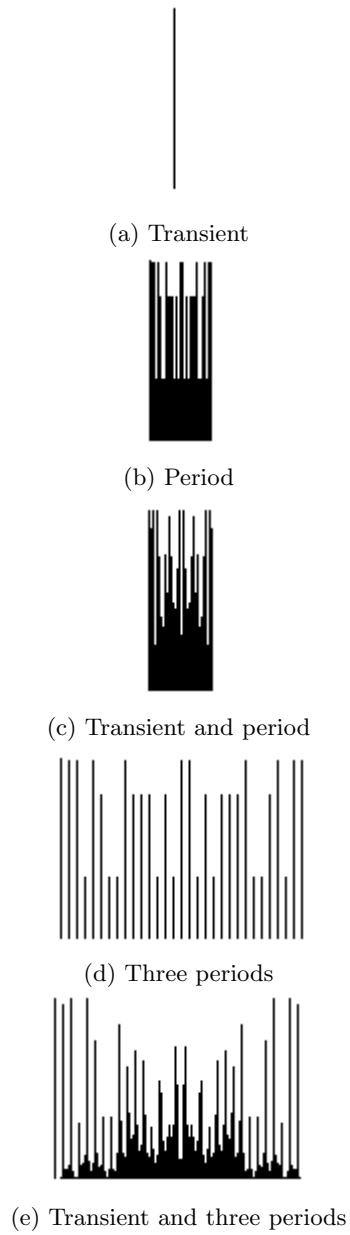 (a) Transient
(b) Period
(c) Transient and period
(d) Three periods
(e) Transient and three periods